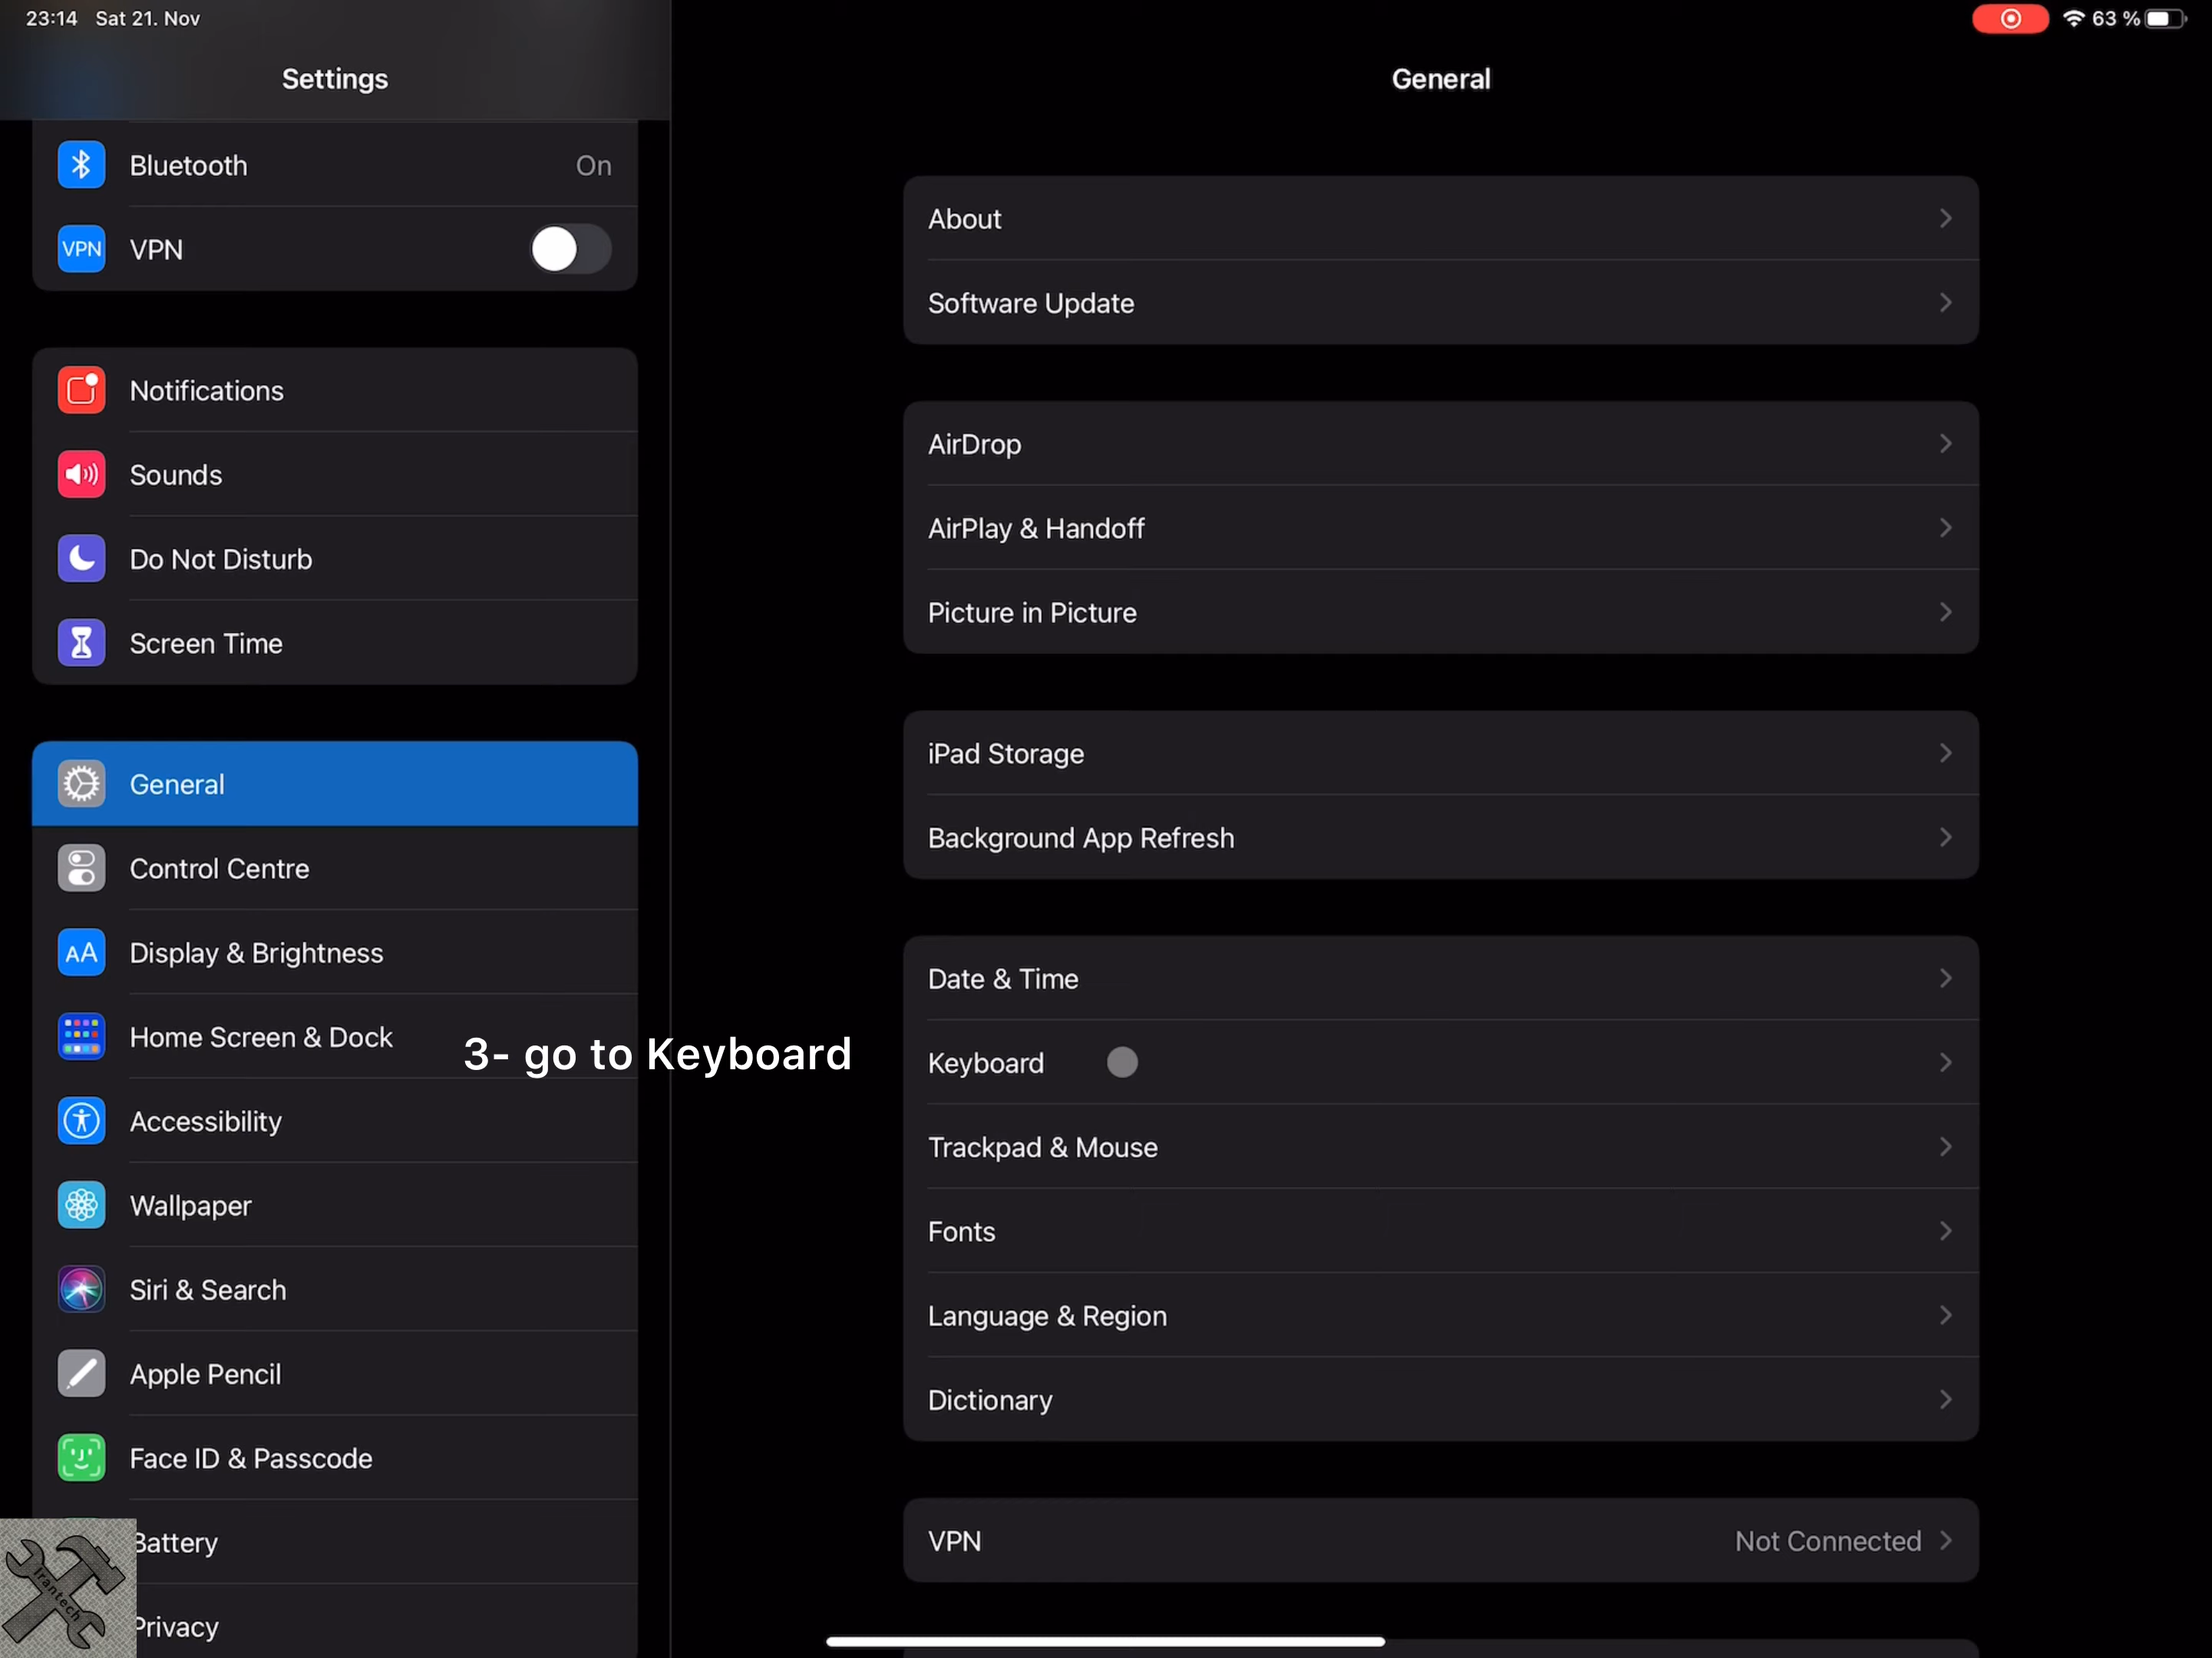 23:14 Sat 21. Nov
63 %
Settings
Bluetooth On
VPN VPN
Notifications
Sounds
Do Not Disturb
Screen Time
General
Control Centre
AA Display & Brightness
Home Screen & Dock
Accessibility
Wallpaper
Siri & Search
Apple Pencil
Face ID & Passcode
Battery
Privacy
Irantech
3- go to Keyboard
General
About
Software Update
AirDrop
AirPlay & Handoff
Picture in Picture
iPad Storage
Background App Refresh
Date & Time
Keyboard
Trackpad & Mouse
Fonts
Language & Region
Dictionary
VPN Not Connected